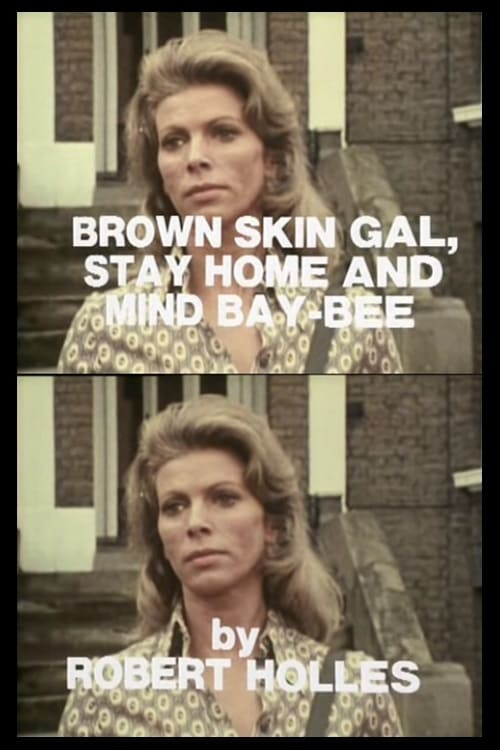 BROWN SKIN GAL,
STAY HOME AND
MIND BAY-BEE
by
ROBERT HOLLES